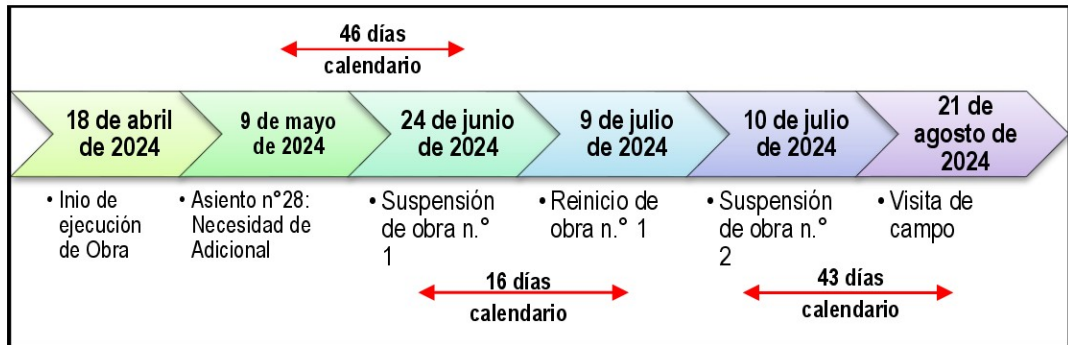 46 días
calendario
18 de abril
de 2024
9 de mayo
de 2024
24 de junio
de 2024
9 de julio
de 2024
10 de julio
de 2024
21 de
agosto de
2024
• Inio de
ejecución
de Obra
• Asiento n°28:
Necesidad de
Adicional
• Suspensión
de obra n.°
1
• Reinicio de
obra n.° 1
• Suspensión
de obra n.°
2
• Visita de
campo
16 días
calendario
43 días
calendario